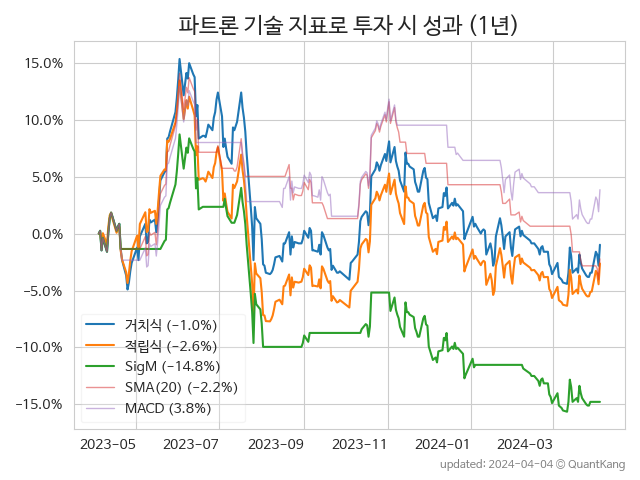 파트론 기술 지표로 투자 시 성과 (1년)
15.0%
10.0%
5.0%
0.0%
−5.0%
−10.0%
−15.0%
거치식 (−1.0%)
적립식 (−2.6%)
SigM (−14.8%)
SMA(20) (−2.2%)
MACD (3.8%)
2023-05 2023-07 2023-09 2023-11 2024-01 2024-03
updated: 2024-04-04 © QuantKang